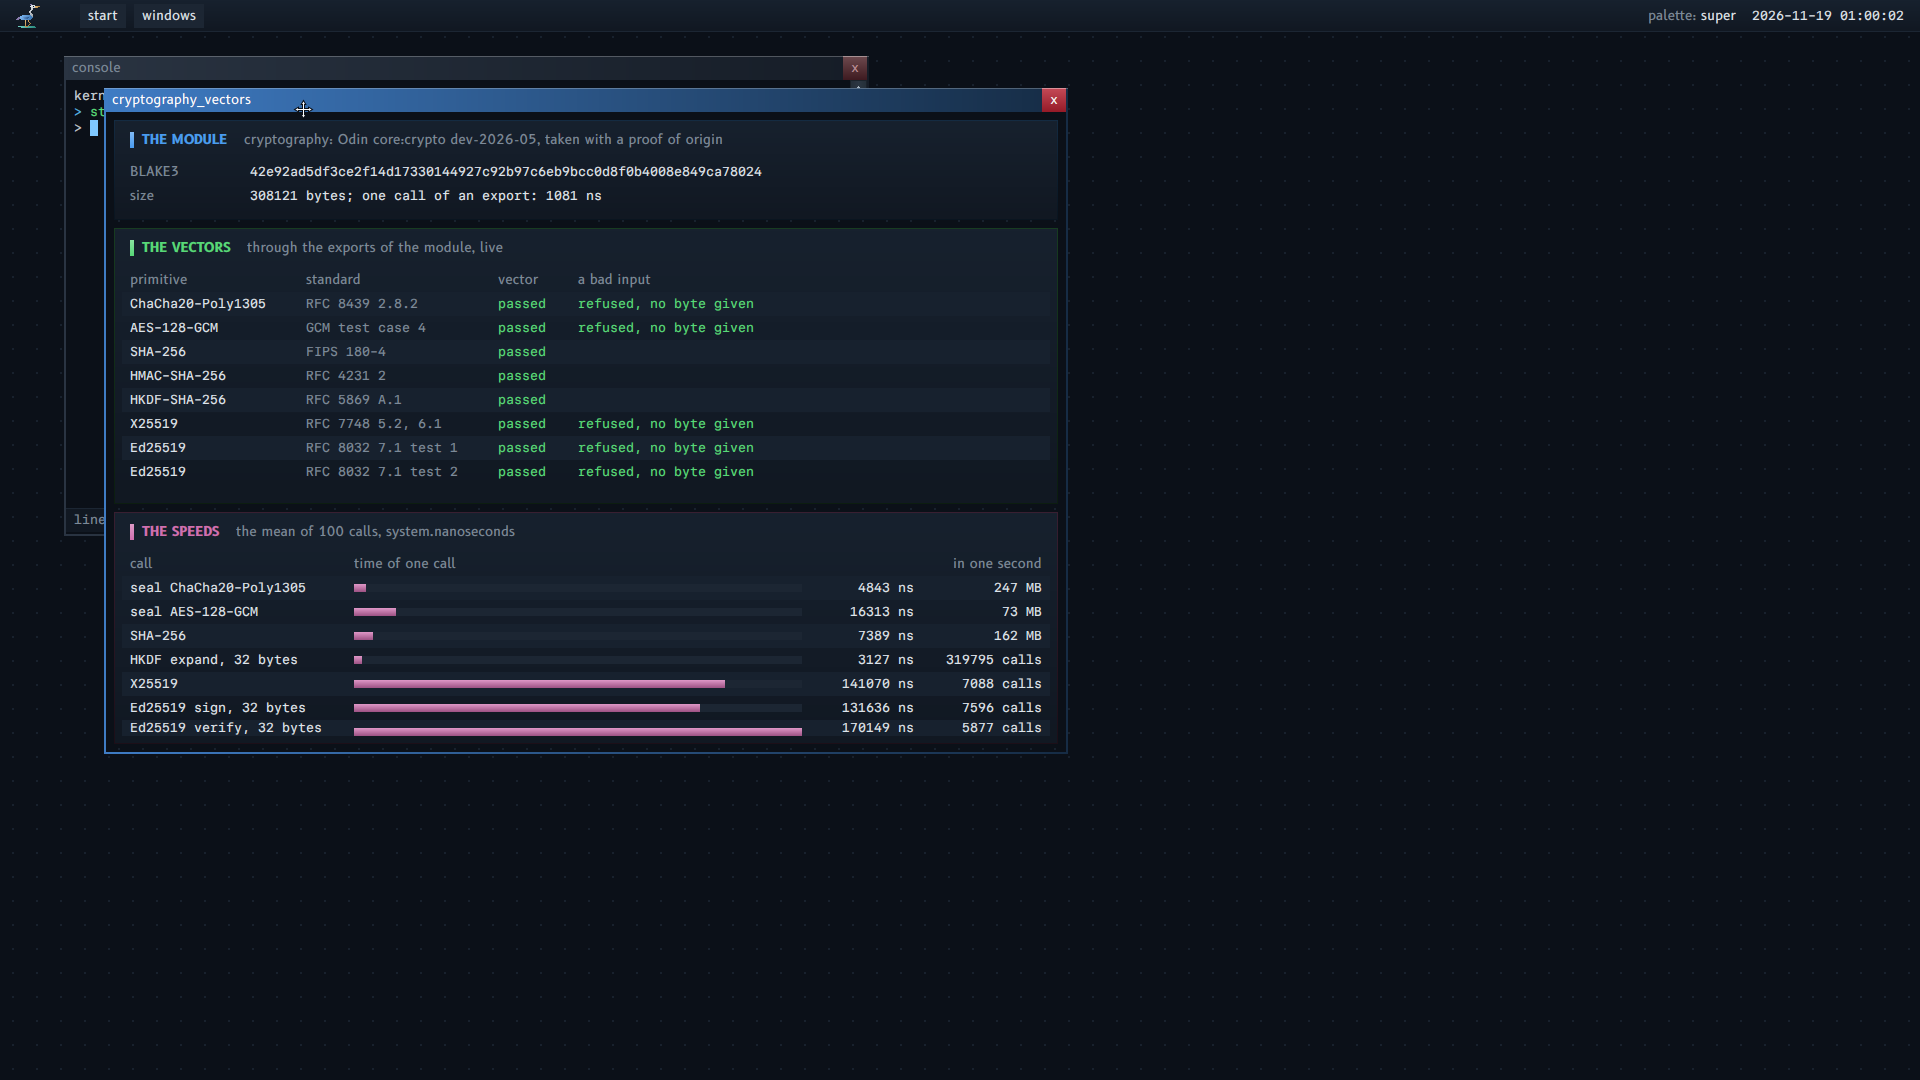 start windows palette: super 2026-11-19 01:00:02
console x
kern
> st
>
line
cryptography_vectors x
THE MODULE cryptography: Odin core:crypto dev-2026-05, taken with a proof of origin
BLAKE3 42e92ad5df3ce2f14d17330144927c92b97c6eb9bcc0d8f0b4008e849ca78024
size 308121 bytes; one call of an export: 1081 ns
THE VECTORS through the exports of the module, live
primitive standard vector a bad input
ChaCha20-Poly1305 RFC 8439 2.8.2 passed refused, no byte given
AES-128-GCM GCM test case 4 passed refused, no byte given
SHA-256 FIPS 180-4 passed
HMAC-SHA-256 RFC 4231 2 passed
HKDF-SHA-256 RFC 5869 A.1 passed
X25519 RFC 7748 5.2, 6.1 passed refused, no byte given
Ed25519 RFC 8032 7.1 test 1 passed refused, no byte given
Ed25519 RFC 8032 7.1 test 2 passed refused, no byte given
THE SPEEDS the mean of 100 calls, system.nanoseconds
call time of one call in one second
seal ChaCha20-Poly1305 4843 ns 247 MB
seal AES-128-GCM 16313 ns 73 MB
SHA-256 7389 ns 162 MB
HKDF expand, 32 bytes 3127 ns 319795 calls
X25519 141070 ns 7088 calls
Ed25519 sign, 32 bytes 131636 ns 7596 calls
Ed25519 verify, 32 bytes 170149 ns 5877 calls